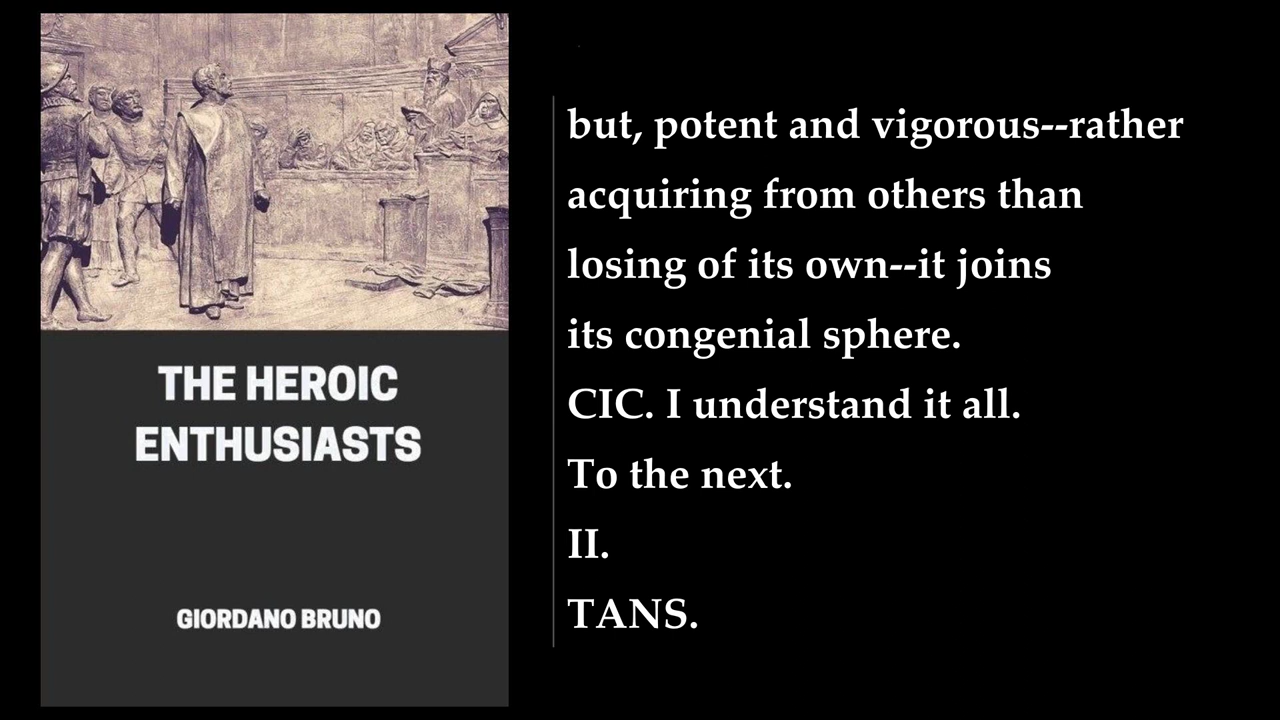 THE HEROIC
ENTHUSIASTS
GIORDANO BRUNO
but, potent and vigorous--rather
acquiring from others than
losing of its own--it joins
its congenial sphere.
CIC. I understand it all.
To the next.
II.
TANS.